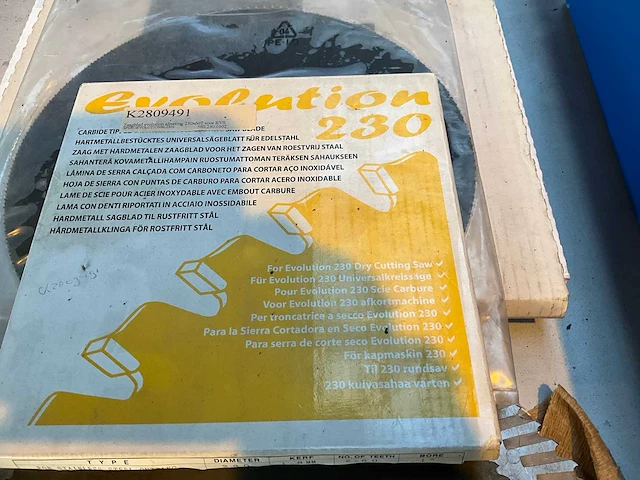 PE-LD
Evolution
230
K2809491
CARBIDE TIP
HARTMETALLBESTÜCKTES UNIVERSALSÄGEBLATT FÜR EDELSTAHL
ZAAG MET HARDMETALEN ZAAGBLAD VOOR HET ZAGEN VAN ROESTVRIJ STAAL
SAHANTERÄ KOVAMETALLIHAMPAIN RUOSTUMATTOMAN TERÄKSEN SAHAUKSEEN
LÂMINA DE SERRA CALÇADA COM CARBONETO PARA CORTAR AÇO INOXIDÁVEL
HOJA DE SIERRA CON PUNTAS DE CARBURO PARA CORTAR ACERO INOXIDABLE
LAME DE SCIE POUR ACIER INOXYDABLE AVEC EMBOUT CARBURE
LAMA CON DENTI RIPORTATI IN ACCIAIO INOSSIDABILE
HARDMETALL SAGBLAD TIL RUSTFRITT STÅL
HÅRDMETALLKLINGA FÖR ROSTFRITT STÅL
For Evolution 230 Dry Cutting Saw ✓
Für Evolution 230 Universalkreissäge ✓
Pour Evolution 230 Scie Carbure ✓
Voor Evolution 230 afkortmachine ✓
Per troncatrice a secco Evolution 230 ✓
Para la Sierra Cortadora en Seco Evolution 230 ✓
Para serra de corte seco Evolution 230 ✓
För kapmaskin 230 ✓
Til 230 rundsav ✓
230 kuivasahaa varten ✓
TYPE DIAMETER KERF NO. OF TEETH BORE